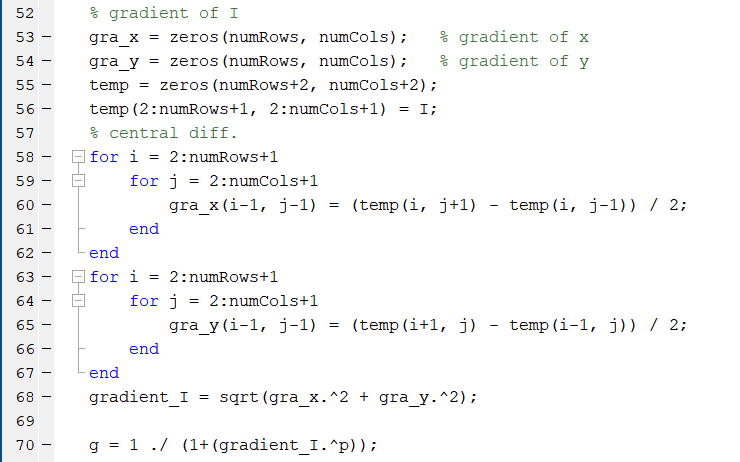 52 % gradient of I
53 – gra_x = zeros(numRows, numCols); % gradient of x
54 – gra_y = zeros(numRows, numCols); % gradient of y
55 – temp = zeros(numRows+2, numCols+2);
56 – temp(2:numRows+1, 2:numCols+1) = I;
57 % central diff.
58 – for i = 2:numRows+1
59 – for j = 2:numCols+1
60 – gra_x(i-1, j-1) = (temp(i, j+1) - temp(i, j-1)) / 2;
61 – end
62 – end
63 – for i = 2:numRows+1
64 – for j = 2:numCols+1
65 – gra_y(i-1, j-1) = (temp(i+1, j) - temp(i-1, j)) / 2;
66 – end
67 – end
68 – gradient_I = sqrt(gra_x.^2 + gra_y.^2);
69
70 – g = 1 ./ (1+(gradient_I.^p));